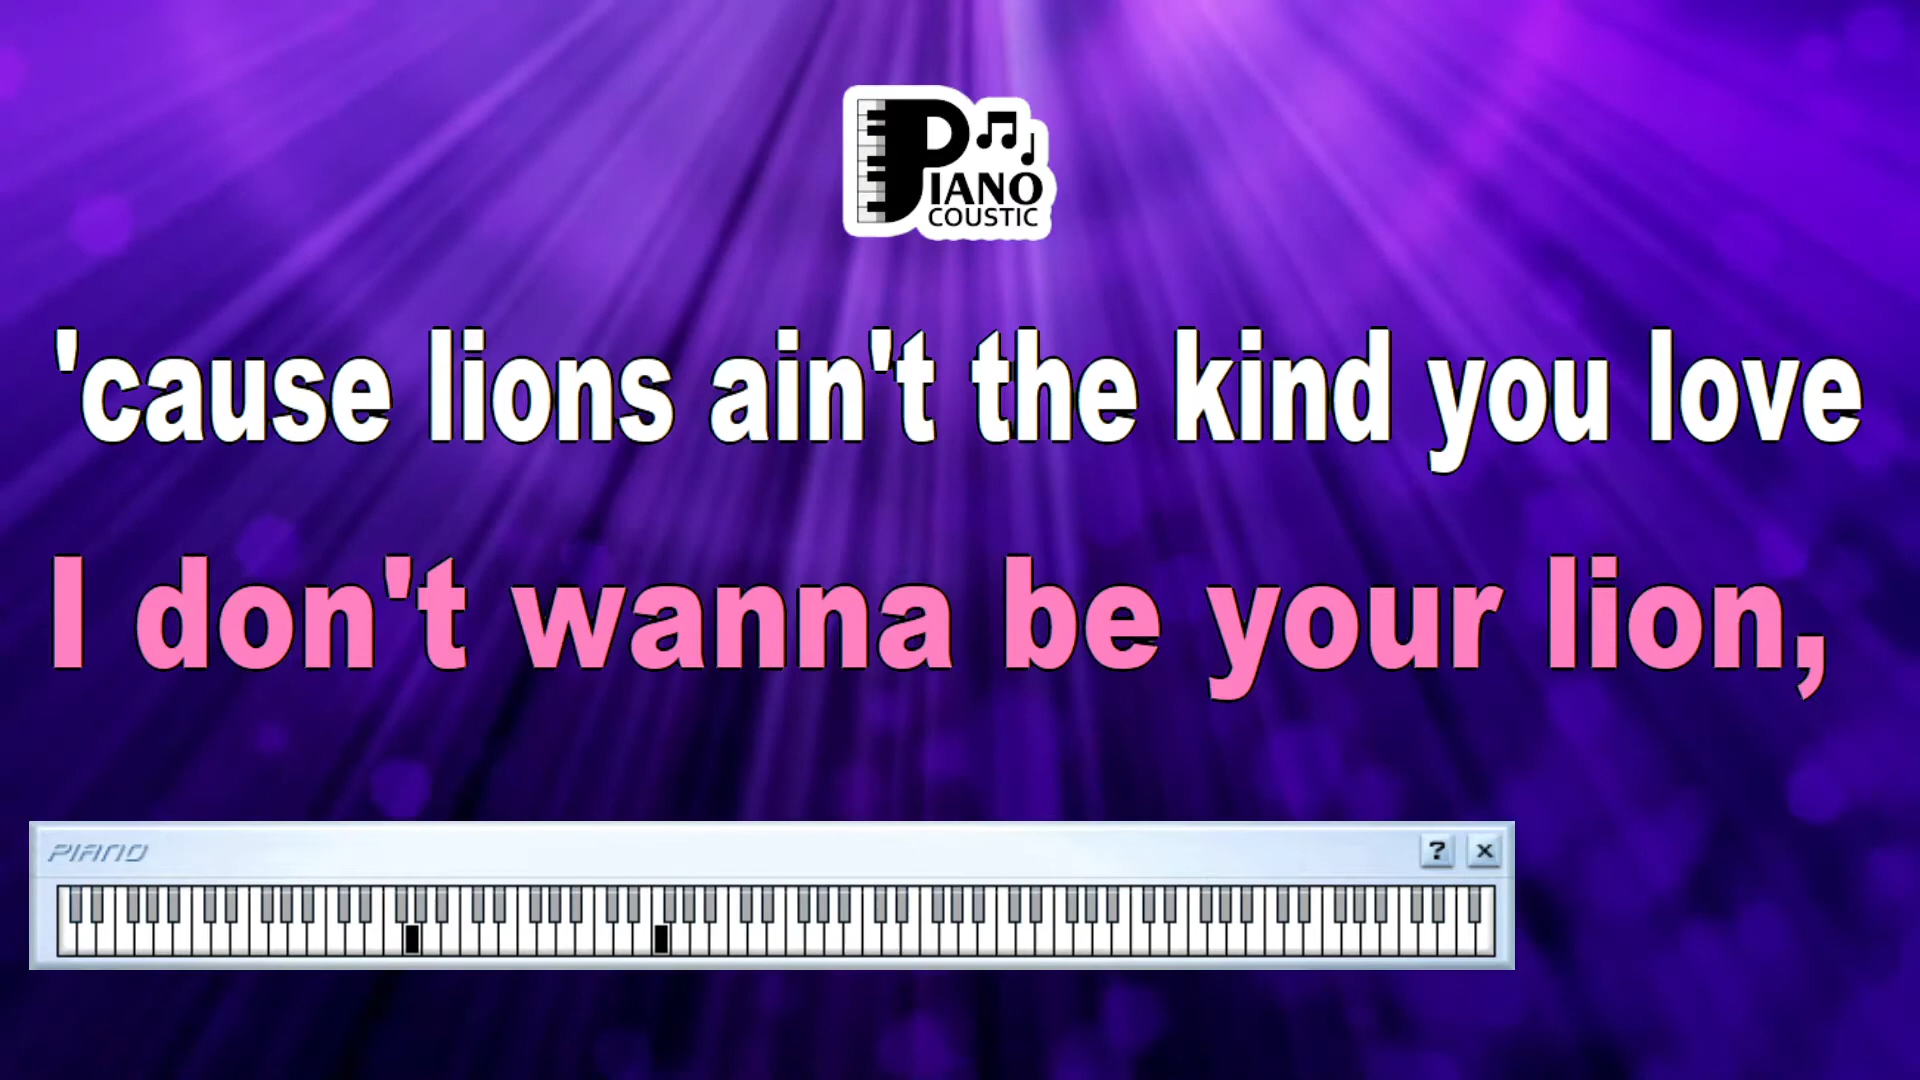 PIANO
COUSTIC
'cause lions ain't the kind you love
I don't wanna be your lion,
PIANO
? x